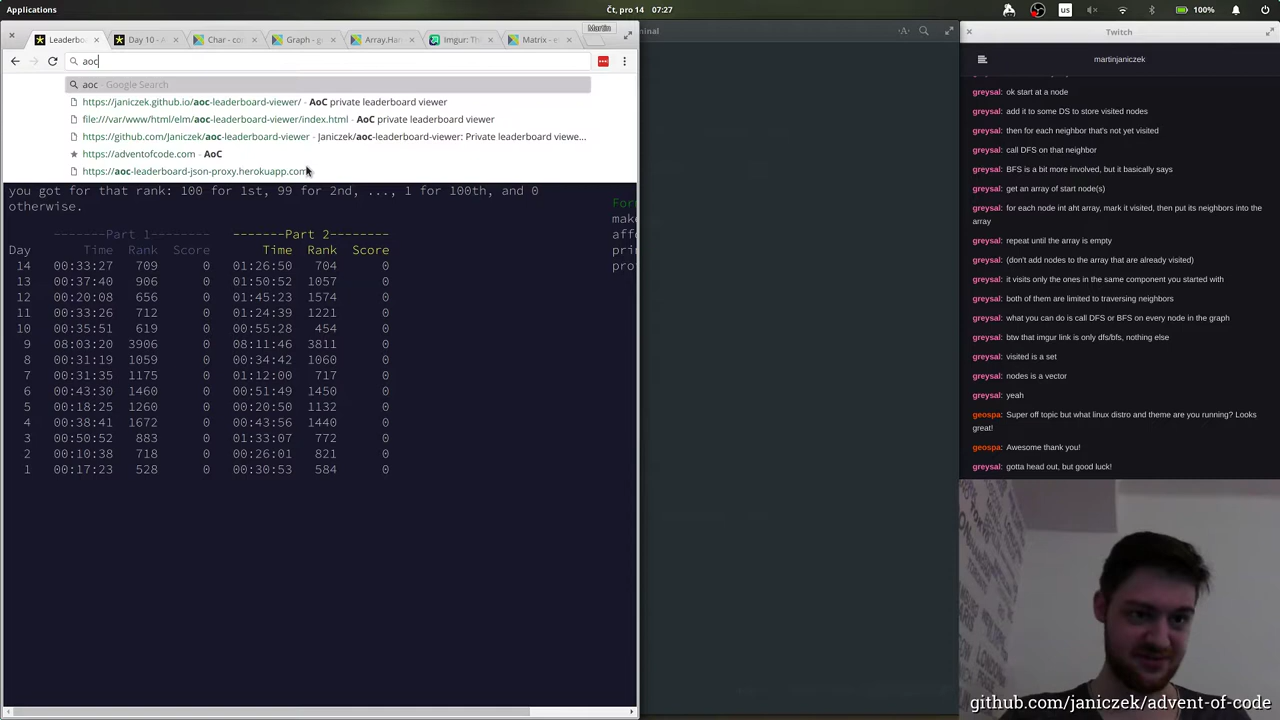 Applications
Čt, pro 14 07:27
us
100%
Leaderbo
Day 10 - A
Char - co
Graph - g
Array.Ham
Imgur: Th
Matrix - e
Martin
minal
Twitch
aoc
martinjaniczek
aoc - Google Search
https://janiczek.github.io/aoc-leaderboard-viewer/ - AoC private leaderboard viewer
file:///var/www/html/elm/aoc-leaderboard-viewer/index.html - AoC private leaderboard viewer
https://github.com/Janiczek/aoc-leaderboard-viewer - Janiczek/aoc-leaderboard-viewer: Private leaderboard viewe...
https://adventofcode.com - AoC
https://aoc-leaderboard-json-proxy.herokuapp.com
you got for that rank: 100 for 1st, 99 for 2nd, ..., 1 for 100th, and 0
otherwise.
-------Part 1-------- -------Part 2--------
Day Time Rank Score Time Rank Score
14 00:33:27 709 0 01:26:50 704 0
13 00:37:40 906 0 01:50:55 1057 0
12 00:20:08 656 0 01:45:23 1574 0
11 00:33:26 712 0 01:24:39 1221 0
10 00:35:51 619 0 00:55:28 454 0
9 08:03:20 3906 0 08:11:46 3811 0
8 00:31:19 1059 0 00:34:42 1060 0
7 00:31:35 1175 0 01:12:00 717 0
6 00:43:30 1460 0 00:51:49 1450 0
5 00:18:25 1260 0 00:20:50 1132 0
4 00:38:41 1672 0 00:43:56 1440 0
3 00:50:52 883 0 01:33:07 772 0
2 00:10:38 718 0 00:20:01 821 0
1 00:17:23 528 0 00:30:53 584 0
For
make
affo
prin
pro
greysal: ok start at a node
greysal: add it to some DS to store visited nodes
greysal: then for each neighbor that's not yet visited
greysal: call DFS on that neighbor
greysal: BFS is a bit more involved, but it basically says
greysal: get an array of start node(s)
greysal: for each node int aht array, mark it visited, then put its neighbors into the
array
greysal: repeat until the array is empty
greysal: (don't add nodes to the array that are already visited)
greysal: it visits only the ones in the same component you started with
greysal: both of them are limited to traversing neighbors
greysal: what you can do is call DFS or BFS on every node in the graph
greysal: btw that imgur link is only dfs/bfs, nothing else
greysal: visited is a set
greysal: nodes is a vector
greysal: yeah
geospa: Super off topic but what linux distro and theme are you running? Looks
great!
geospa: Awesome thank you!
greysal: gotta head out, but good luck!
github.com/janiczek/advent-of-code